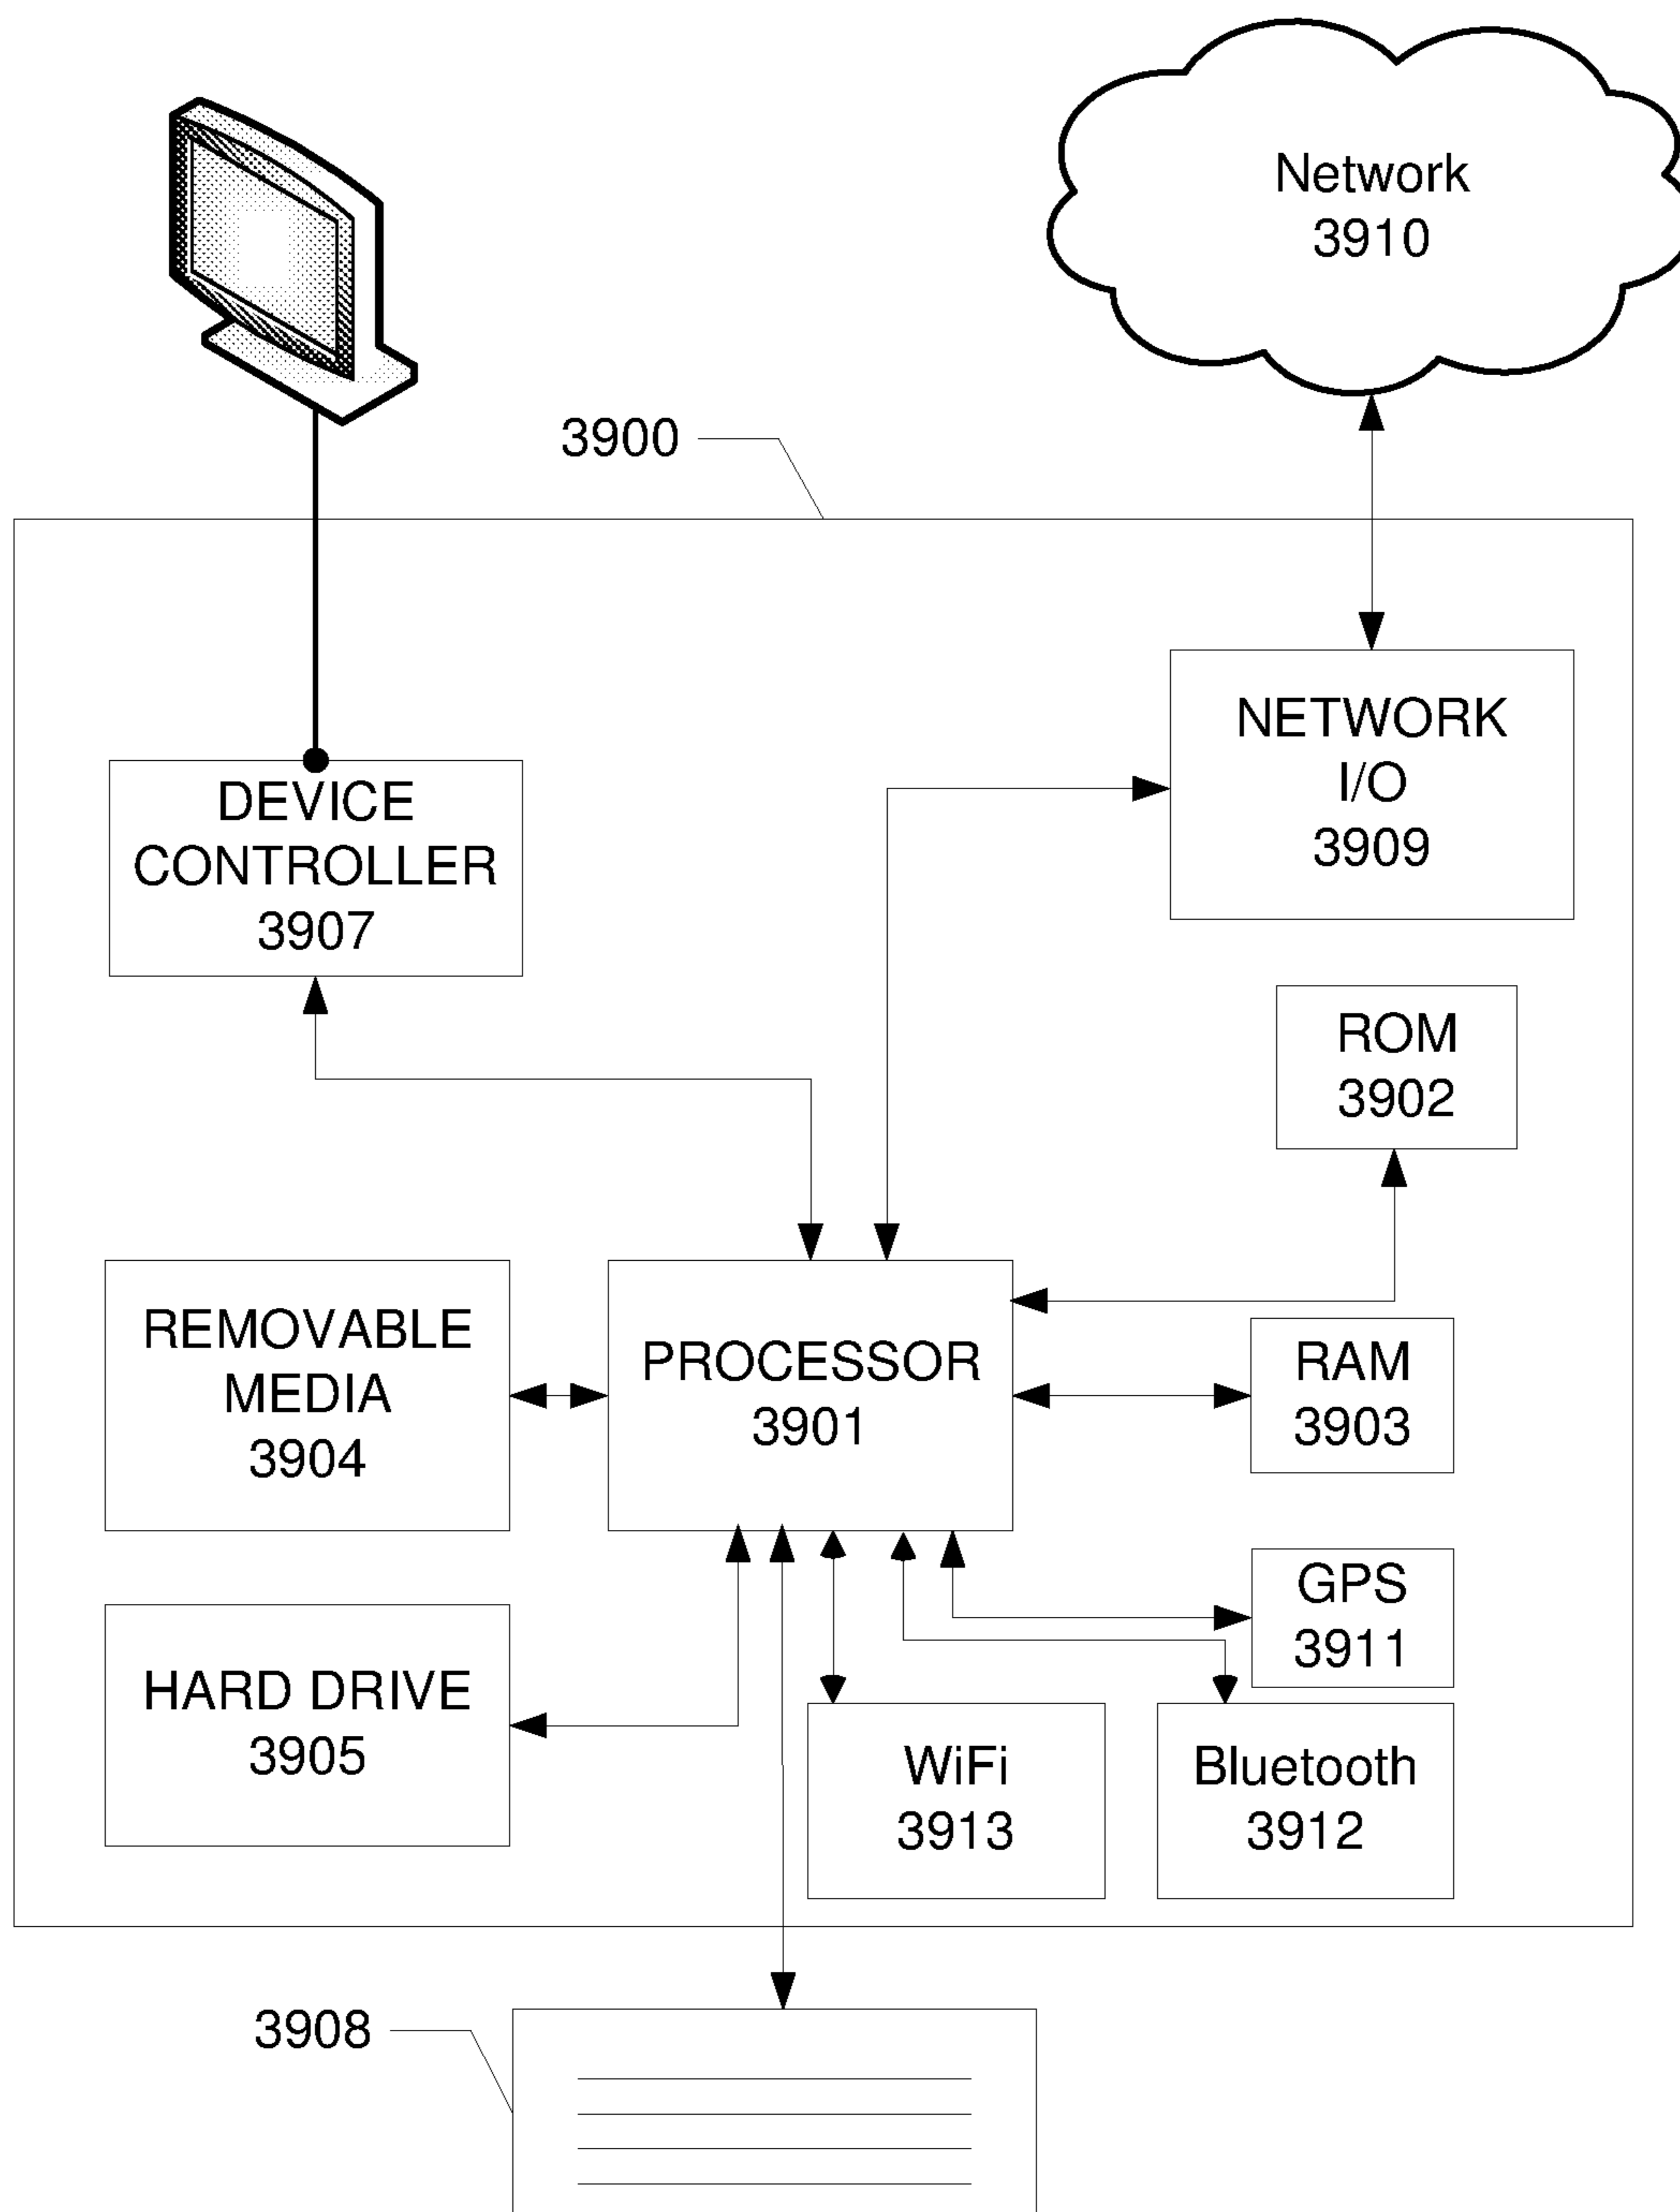 Network
3910
3900
NETWORK
I/O
3909
DEVICE
CONTROLLER
3907
ROM
3902
REMOVABLE
MEDIA
3904
PROCESSOR
3901
RAM
3903
GPS
3911
HARD DRIVE
3905
WiFi
3913
Bluetooth
3912
3908